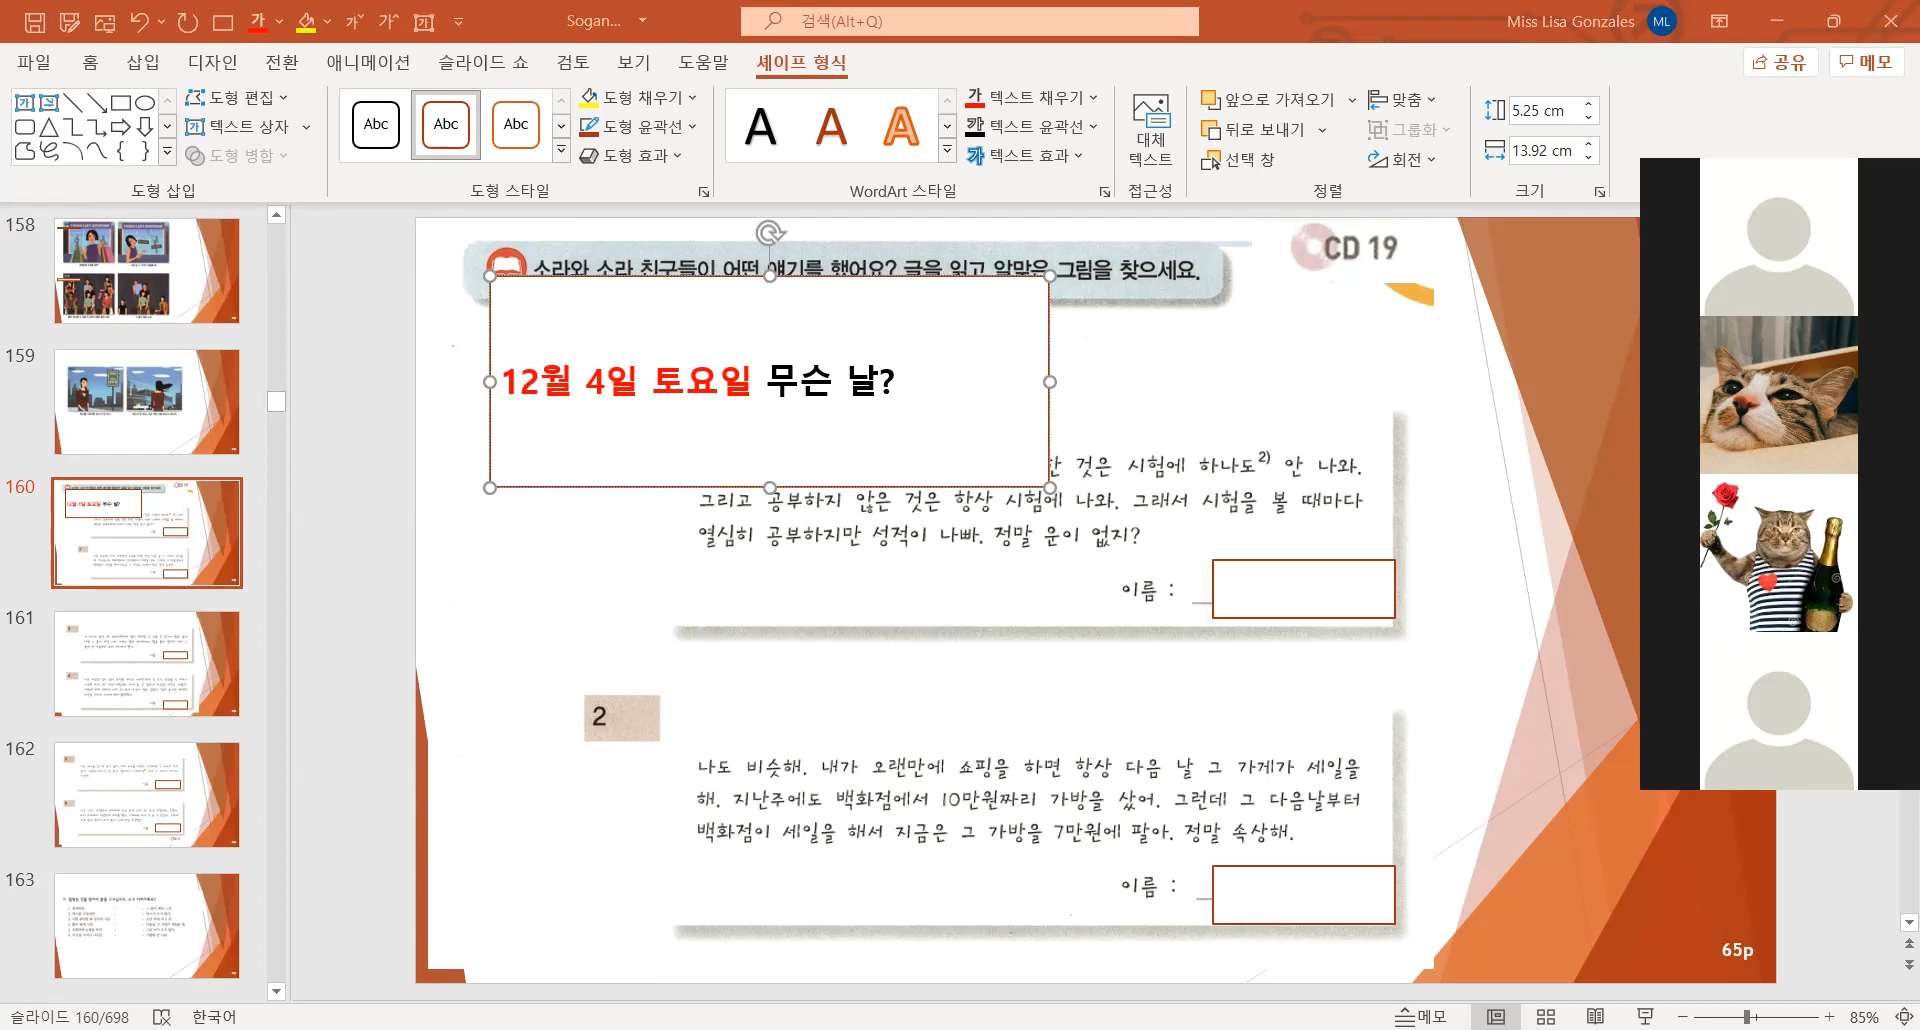 Sogan...
검색(Alt+Q)
Miss Lisa Gonzales ML
파일 홈 삽입 디자인 전환 애니메이션 슬라이드 쇼 검토 보기 도움말 셰이프 형식 공유 메모
도형 편집
텍스트 상자
도형 병합
도형 삽입
Abc Abc Abc
도형 채우기
도형 윤곽선
도형 효과
도형 스타일
A A A
텍스트 채우기
텍스트 윤곽선
텍스트 효과
WordArt 스타일
대체
텍스트
접근성
앞으로 가져오기
뒤로 보내기
선택 창
맞춤
그룹화
회전
정렬
5.25 cm
13.92 cm
크기
158
159
160
161
162
163
소라와 소라 친구들이 어떤 얘기를 했어요? 글을 읽고 알맞은 그림을 찾으세요.
CD 19
12월 4일 토요일 무슨 날?
한 것은 시험에 하나도2) 안 나와.
그리고 공부하지 않은 것은 항상 시험에 나와. 그래서 시험을 볼 때마다
열심히 공부하지만 성적이 나빠. 정말 운이 없지?
이름 :
2
나도 비슷해. 내가 오랜만에 쇼핑을 하면 항상 다음 날 그 가게가 세일을
해. 지난주에도 백화점에서 10만원짜리 가방을 샀어. 그런데 그 다음날부터
백화점이 세일을 해서 지금은 그 가방을 7만원에 팔아. 정말 속상해.
이름 :
65p
슬라이드 160/698 한국어 메모 85%